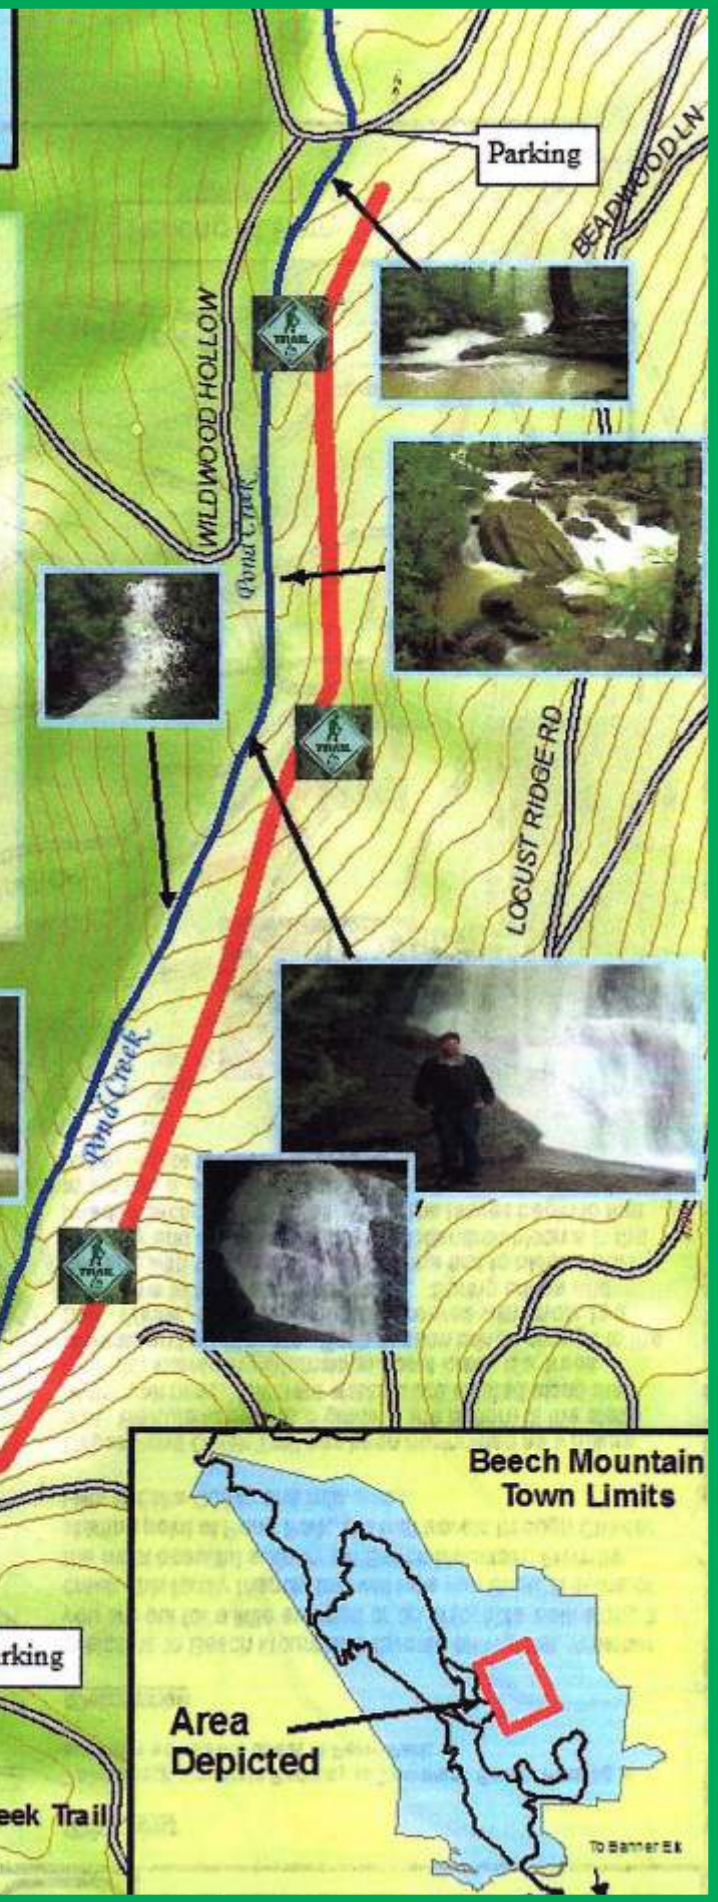 Parking
BEADWOOD LN
TRAIL
WILDWOOD HOLLOW
Pond Creek
TRAIL
LOCUST RIDGE RD
Pond Creek
TRAIL
Beech Mountain
Town Limits
rking
Area
Depicted
eek Trail
To Banner Elk